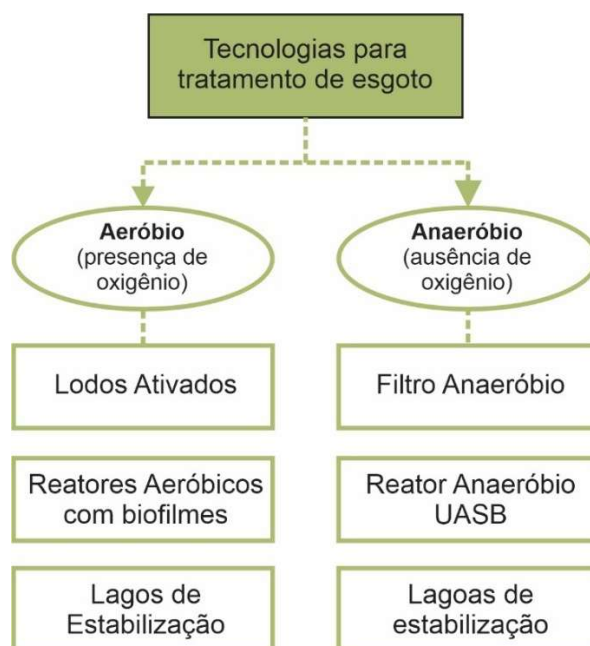 Tecnologias para
tratamento de esgoto
Aeróbio
(presença de
oxigênio)
Anaeróbio
(ausência de
oxigênio)
Lodos Ativados
Filtro Anaeróbio
Reatores Aeróbicos
com biofilmes
Reator Anaeróbio
UASB
Lagos de
Estabilização
Lagoas de
estabilização